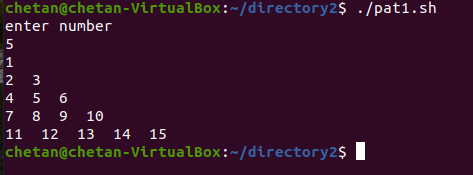 chetan@chetan-VirtualBox:~/directory2$ ./pat1.sh
enter number
5
1
2 3
4 5 6
7 8 9 10
11 12 13 14 15
chetan@chetan-VirtualBox:~/directory2$